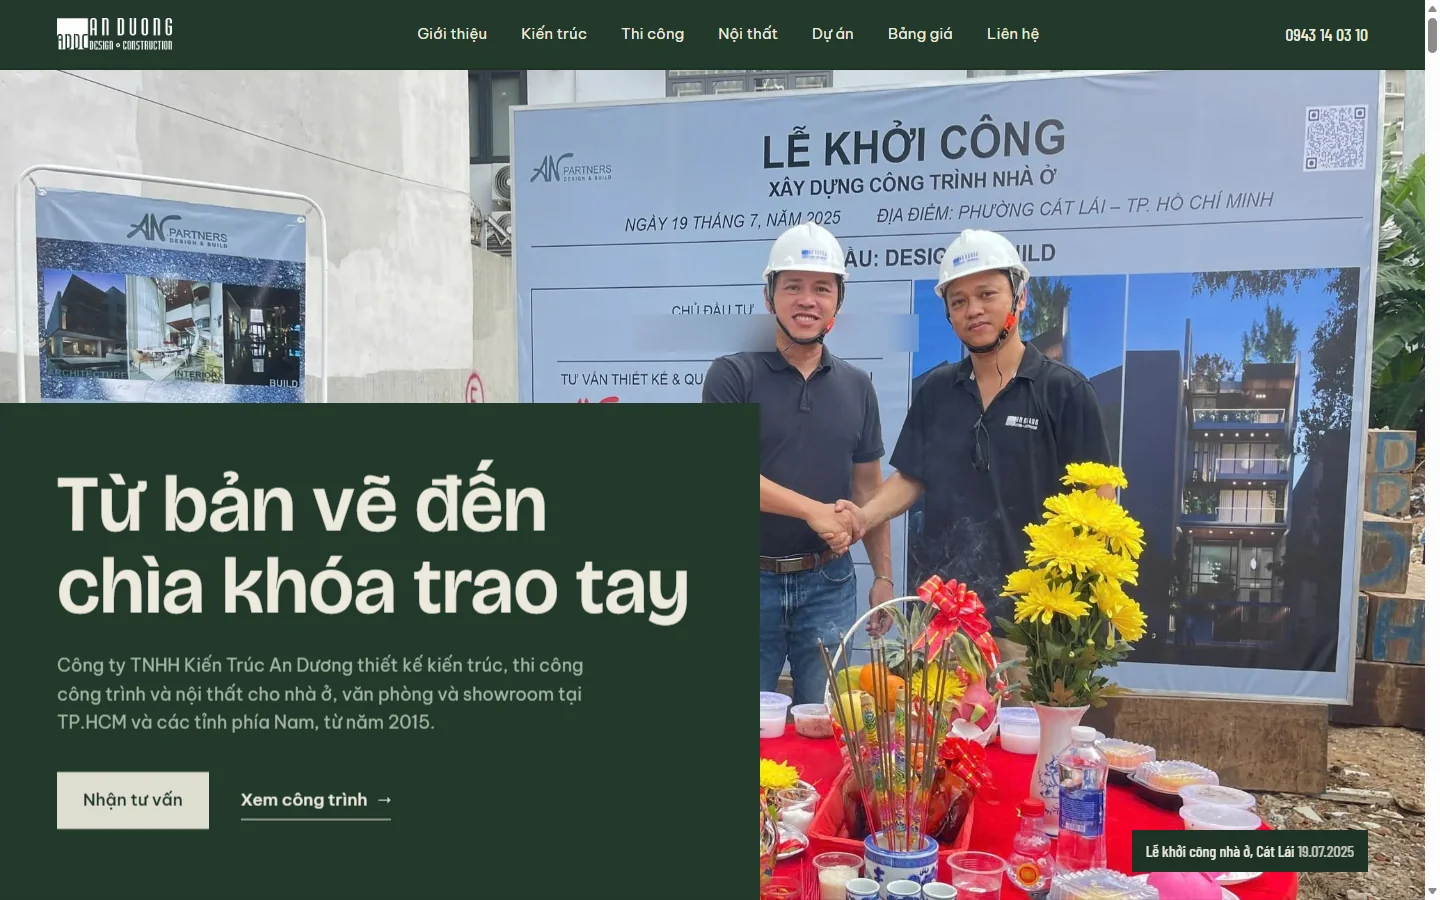 AN DUONG
ADDC DESIGN + CONSTRUCTION
Giới thiệu
Kiến trúc
Thi công
Nội thất
Dự án
Bảng giá
Liên hệ
0943 14 03 10
LỄ KHỞI CÔNG
XÂY DỰNG CÔNG TRÌNH NHÀ Ở
NGÀY 19 THÁNG 7, NĂM 2025 ĐỊA ĐIỂM: PHƯỜNG CÁT LÁI – TP. HỒ CHÍ MINH
AN PARTNERS
DESIGN & BUILD
CHỦ ĐẦU TƯ
TƯ VẤN THIẾT KẾ & QU
AN PARTNERS
DESIGN & BUILD
ARCHITECTURE
INTERIOR
BUILD
Từ bản vẽ đến
chìa khóa trao tay
Công ty TNHH Kiến Trúc An Dương thiết kế kiến trúc, thi công
công trình và nội thất cho nhà ở, văn phòng và showroom tại
TP.HCM và các tỉnh phía Nam, từ năm 2015.
Nhận tư vấn
Xem công trình →
Lễ khởi công nhà ở, Cát Lái 19.07.2025